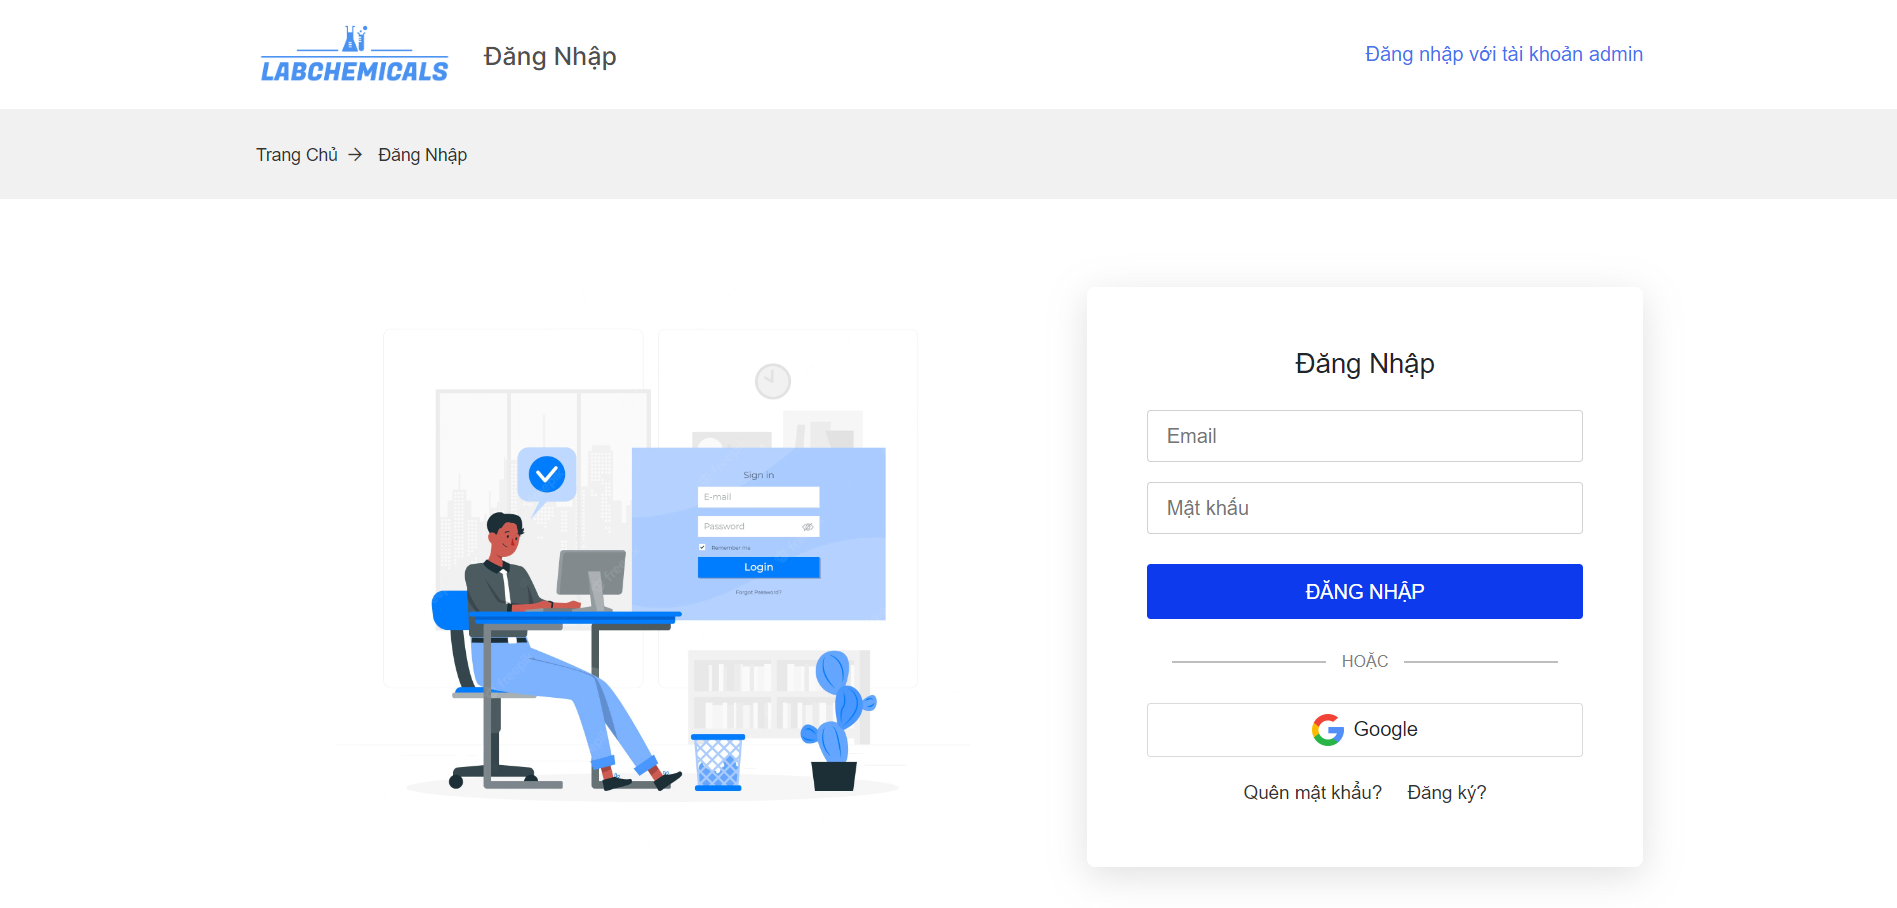 LABCHEMICALS
Đăng Nhập
Đăng nhập với tài khoản admin
Trang Chủ → Đăng Nhập
Sign in
E-mail
Password
Remember me
Login
Forgot Password?
Đăng Nhập
Email
Mật khấu
ĐĂNG NHẬP
HOẶC
Google
Quên mật khẩu? Đăng ký?